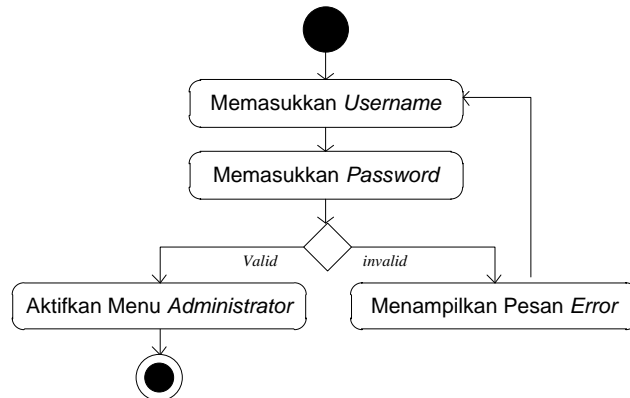 Memasukkan Username
Memasukkan Password
Valid
invalid
Aktifkan Menu Administrator
Menampilkan Pesan Error